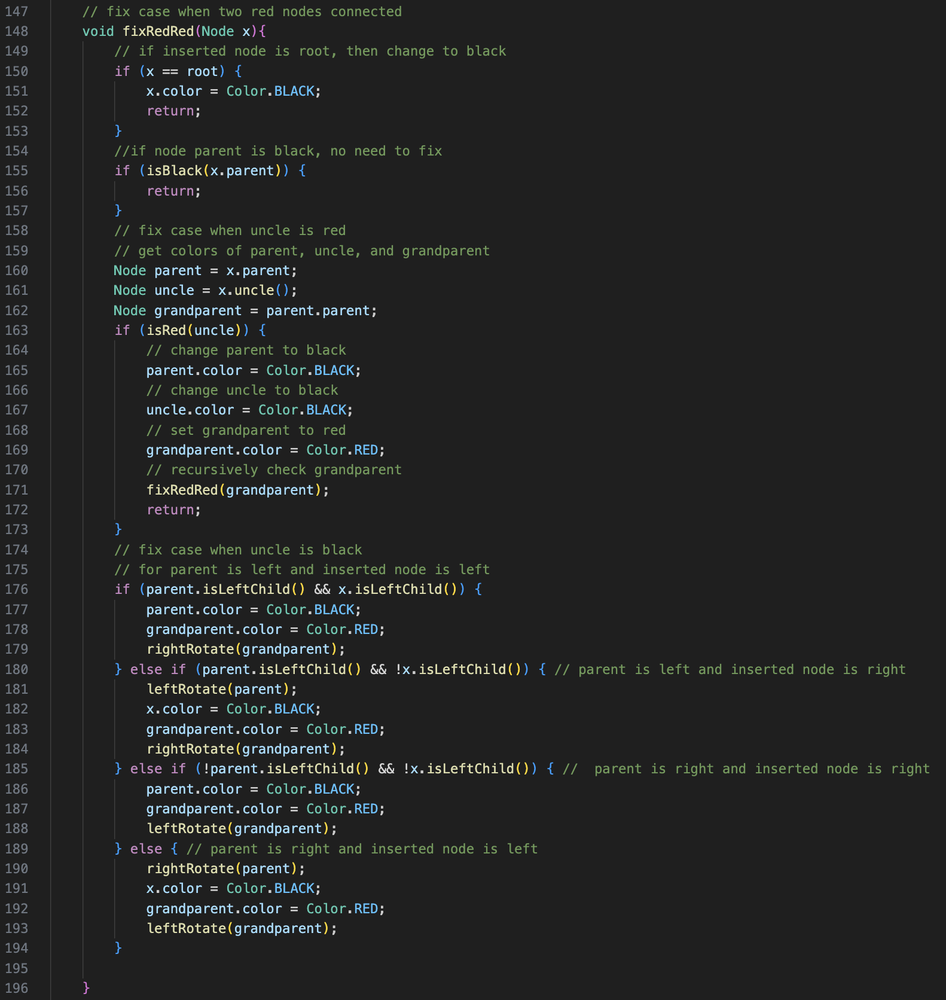 147 // fix case when two red nodes connected
148 void fixRedRed(Node x){
149 // if inserted node is root, then change to black
150 if (x == root) {
151 x.color = Color.BLACK;
152 return;
153 }
154 //if node parent is black, no need to fix
155 if (isBlack(x.parent)) {
156 return;
157 }
158 // fix case when uncle is red
159 // get colors of parent, uncle, and grandparent
160 Node parent = x.parent;
161 Node uncle = x.uncle();
162 Node grandparent = parent.parent;
163 if (isRed(uncle)) {
164 // change parent to black
165 parent.color = Color.BLACK;
166 // change uncle to black
167 uncle.color = Color.BLACK;
168 // set grandparent to red
169 grandparent.color = Color.RED;
170 // recursively check grandparent
171 fixRedRed(grandparent);
172 return;
173 }
174 // fix case when uncle is black
175 // for parent is left and inserted node is left
176 if (parent.isLeftChild() && x.isLeftChild()) {
177 parent.color = Color.BLACK;
178 grandparent.color = Color.RED;
179 rightRotate(grandparent);
180 } else if (parent.isLeftChild() && !x.isLeftChild()) { // parent is left and inserted node is right
181 leftRotate(parent);
182 x.color = Color.BLACK;
183 grandparent.color = Color.RED;
184 rightRotate(grandparent);
185 } else if (!parent.isLeftChild() && !x.isLeftChild()) { //  parent is right and inserted node is right
186 parent.color = Color.BLACK;
187 grandparent.color = Color.RED;
188 leftRotate(grandparent);
189 } else { // parent is right and inserted node is left
190 rightRotate(parent);
191 x.color = Color.BLACK;
192 grandparent.color = Color.RED;
193 leftRotate(grandparent);
194 }
195
196 }